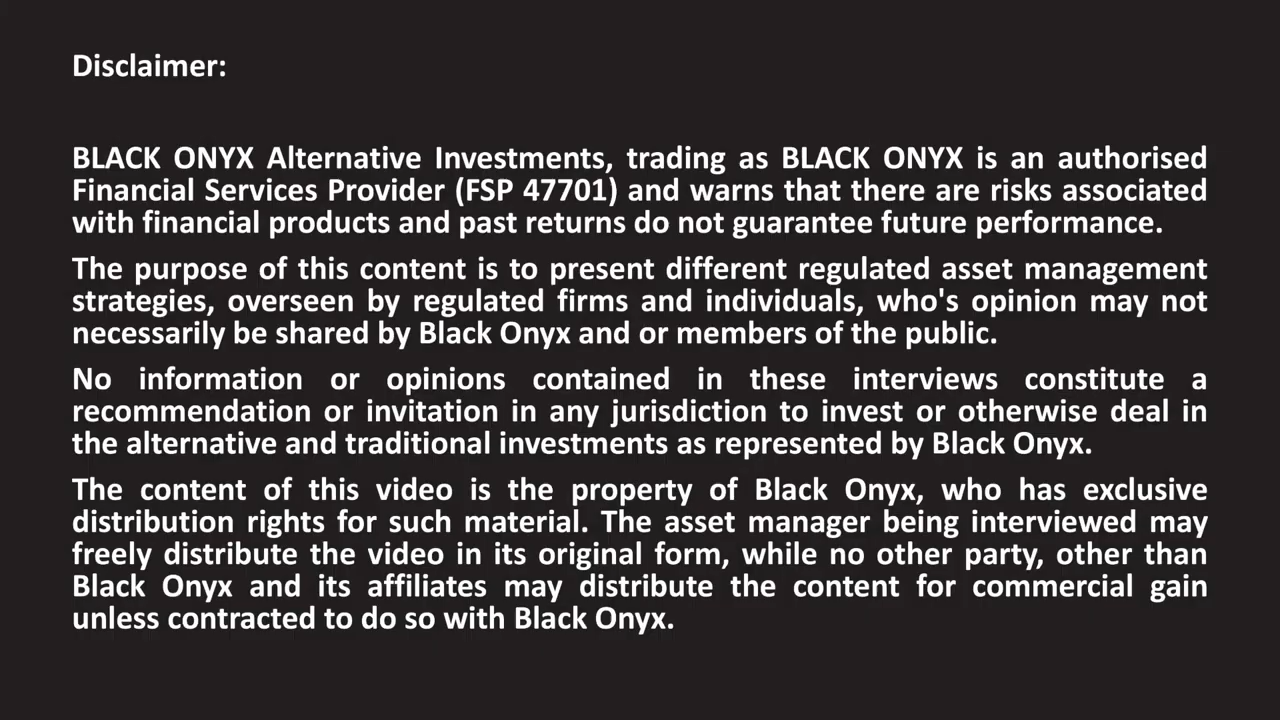 Disclaimer:
BLACK ONYX Alternative Investments, trading as BLACK ONYX is an authorised
Financial Services Provider (FSP 47701) and warns that there are risks associated
with financial products and past returns do not guarantee future performance.
The purpose of this content is to present different regulated asset management
strategies, overseen by regulated firms and individuals, who's opinion may not
necessarily be shared by Black Onyx and or members of the public.
No information or opinions contained in these interviews constitute a
recommendation or invitation in any jurisdiction to invest or otherwise deal in
the alternative and traditional investments as represented by Black Onyx.
The content of this video is the property of Black Onyx, who has exclusive
distribution rights for such material. The asset manager being interviewed may
freely distribute the video in its original form, while no other party, other than
Black Onyx and its affiliates may distribute the content for commercial gain
unless contracted to do so with Black Onyx.